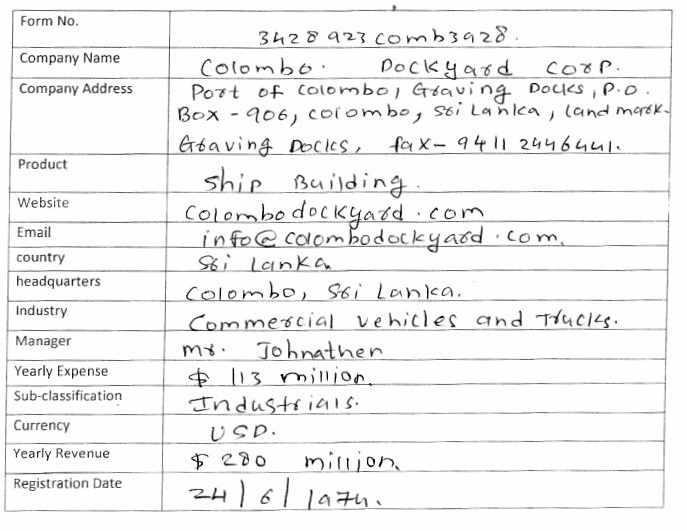 Form No.
3428923comb3928.
Company Name
Colombo. Dockyard corp.
Company Address
Port of colombo, Graving Docks, P.O.
Box - 906, colombo, Sri Lanka, land mark-
Graving Docks, fax - 9411 2446441.
Product
Ship Building.
Website
Colombodockyard.com
Email
info@colombodockyard.com.
country
Sri Lanka
headquarters
Colombo, Sri Lanka.
Industry
Commercial vehicles and Trucks.
Manager
Mr. Johnathen
Yearly Expense
$ 113 million.
Sub-classification
Industrials.
Currency
USD.
Yearly Revenue
$ 280 million.
Registration Date
24/6/1974.